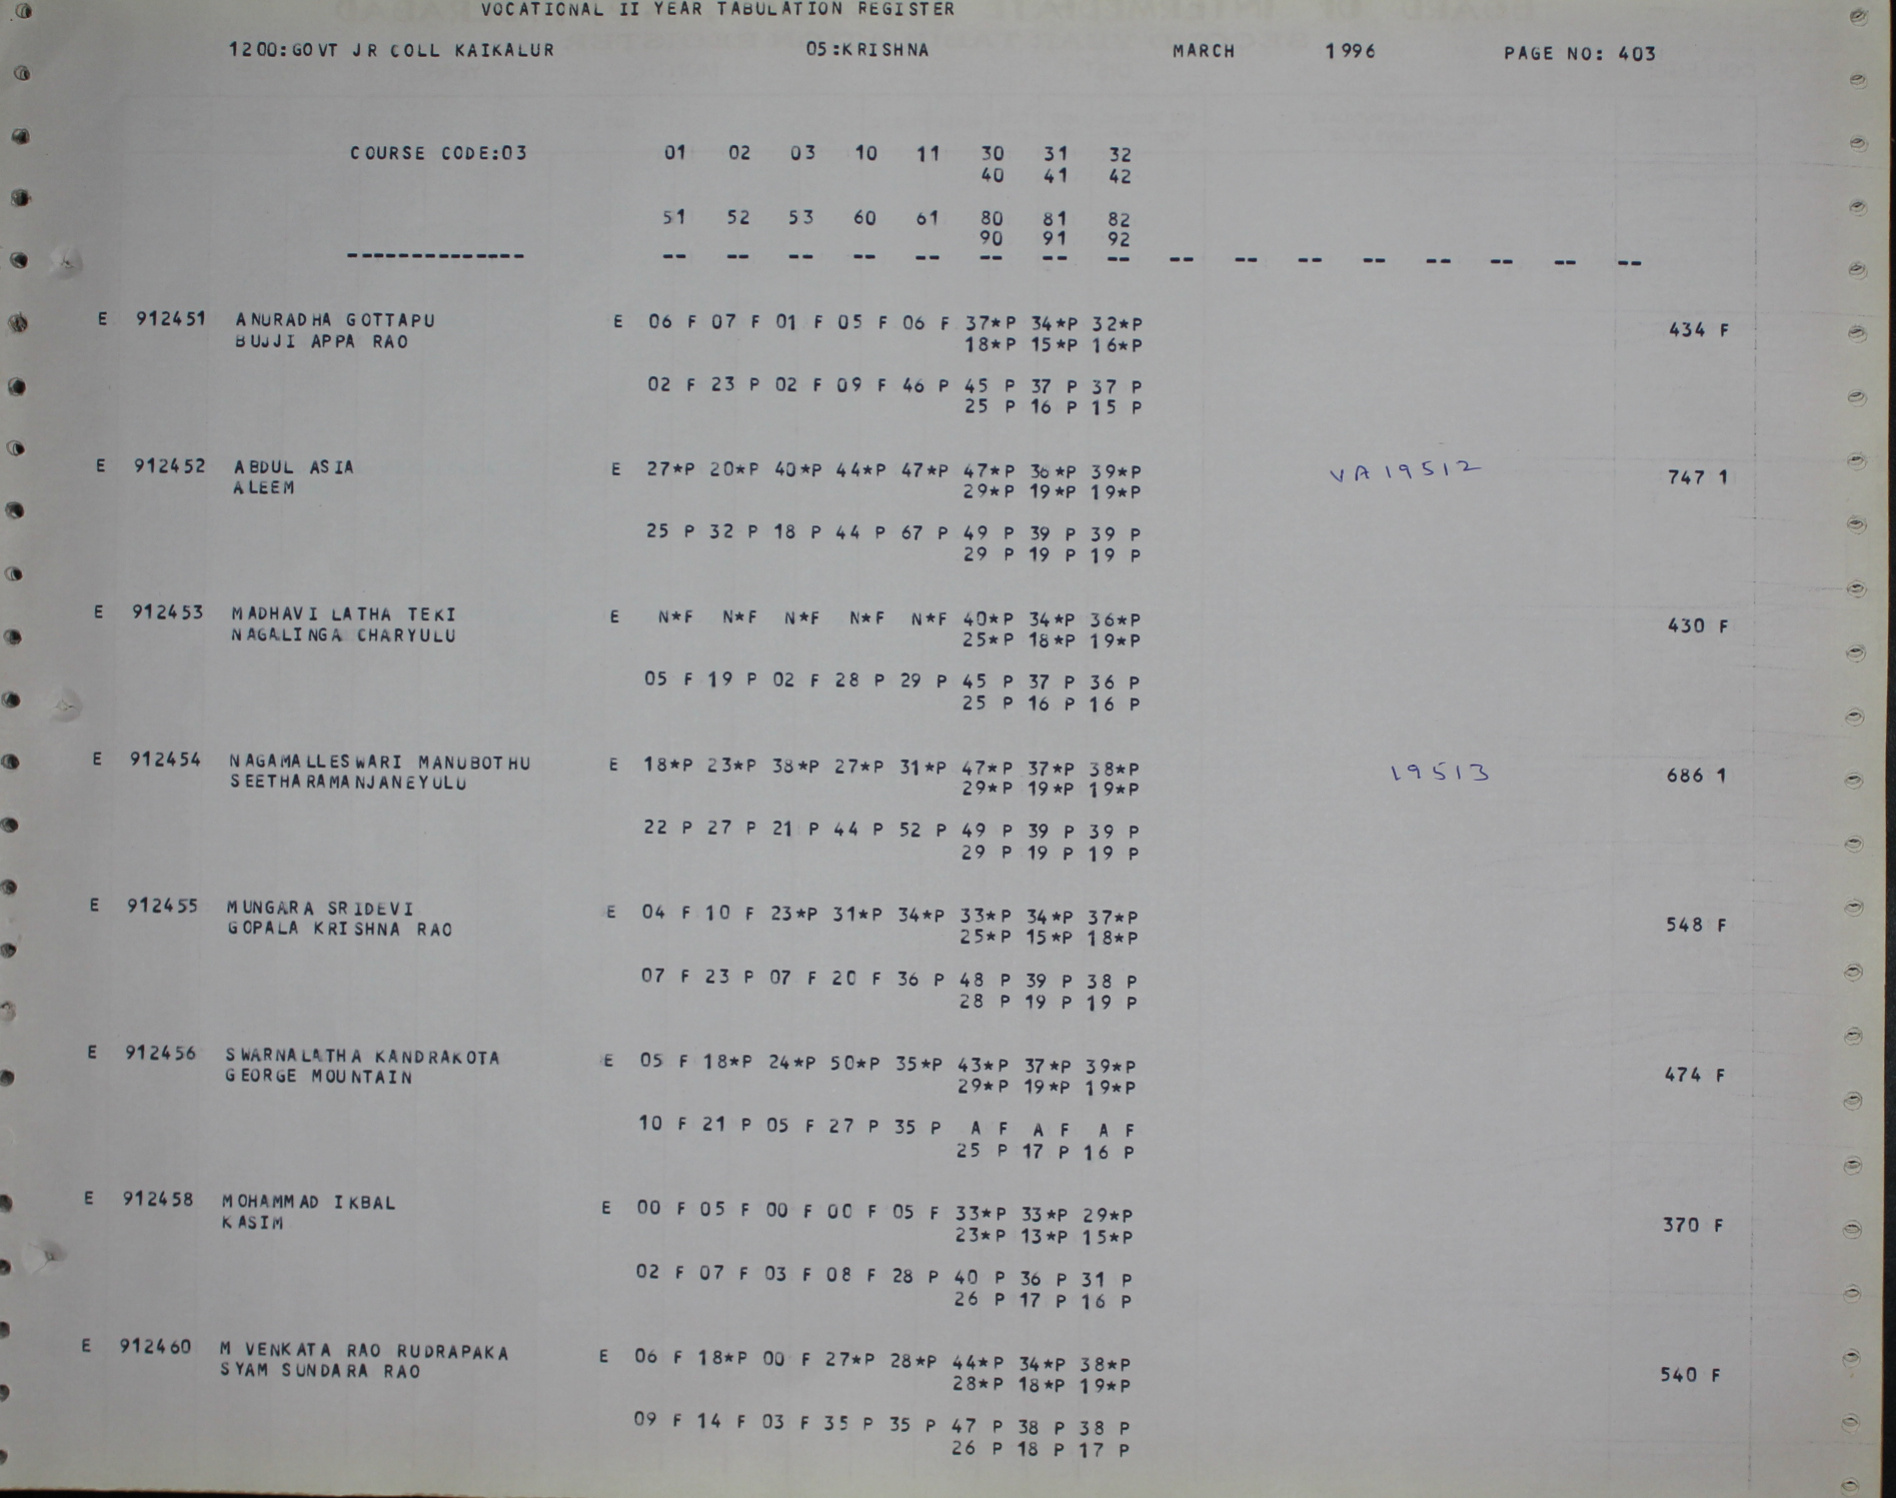 VOCATIONAL II YEAR TABULATION REGISTER
1200:GOVT JR COLL KAIKALUR 05:KRISHNA MARCH 1996 PAGE NO: 403
COURSE CODE:03 01 02 03 10 11 30 31 32
40 41 42
51 52 53 60 61 80 81 82
90 91 92
-------------- -- -- -- -- -- -- -- -- -- -- -- -- -- -- -- --
E 912451 ANURADHA GOTTAPU E 06 F 07 F 01 F 05 F 06 F 37*P 34*P 32*P 434 F
BUJJI APPA RAO 18*P 15*P 16*P
02 F 23 P 02 F 09 F 46 P 45 P 37 P 37 P
25 P 16 P 15 P
E 912452 ABDUL ASIA E 27*P 20*P 40*P 44*P 47*P 47*P 36*P 39*P VA19512 747 1
ALEEM 29*P 19*P 19*P
25 P 32 P 18 P 44 P 67 P 49 P 39 P 39 P
29 P 19 P 19 P
E 912453 MADHAVI LATHA TEKI E N*F N*F N*F N*F N*F 40*P 34*P 36*P 430 F
NAGALINGA CHARYULU 25*P 18*P 19*P
05 F 19 P 02 F 28 P 29 P 45 P 37 P 36 P
25 P 16 P 16 P
E 912454 NAGAMALLESWARI MANUBOTHU E 18*P 23*P 38*P 27*P 31*P 47*P 37*P 38*P 19513 686 1
SEETHARAMANJANEYULU 29*P 19*P 19*P
22 P 27 P 21 P 44 P 52 P 49 P 39 P 39 P
29 P 19 P 19 P
E 912455 MUNGARA SRIDEVI E 04 F 10 F 23*P 31*P 34*P 33*P 34*P 37*P 548 F
GOPALA KRISHNA RAO 25*P 15*P 18*P
07 F 23 P 07 F 20 F 36 P 48 P 39 P 38 P
28 P 19 P 19 P
E 912456 SWARNALATHA KANDRAKOTA E 05 F 18*P 24*P 50*P 35*P 43*P 37*P 39*P 474 F
GEORGE MOUNTAIN 29*P 19*P 19*P
10 F 21 P 05 F 27 P 35 P A F A F A F
25 P 17 P 16 P
E 912458 MOHAMMAD IKBAL E 00 F 05 F 00 F 00 F 05 F 33*P 33*P 29*P 370 F
KASIM 23*P 13*P 15*P
02 F 07 F 03 F 08 F 28 P 40 P 36 P 31 P
26 P 17 P 16 P
E 912460 M VENKATA RAO RUDRAPAKA E 06 F 18*P 00 F 27*P 28*P 44*P 34*P 38*P 540 F
SYAM SUNDARA RAO 28*P 18*P 19*P
09 F 14 F 03 F 35 P 35 P 47 P 38 P 38 P
26 P 18 P 17 P